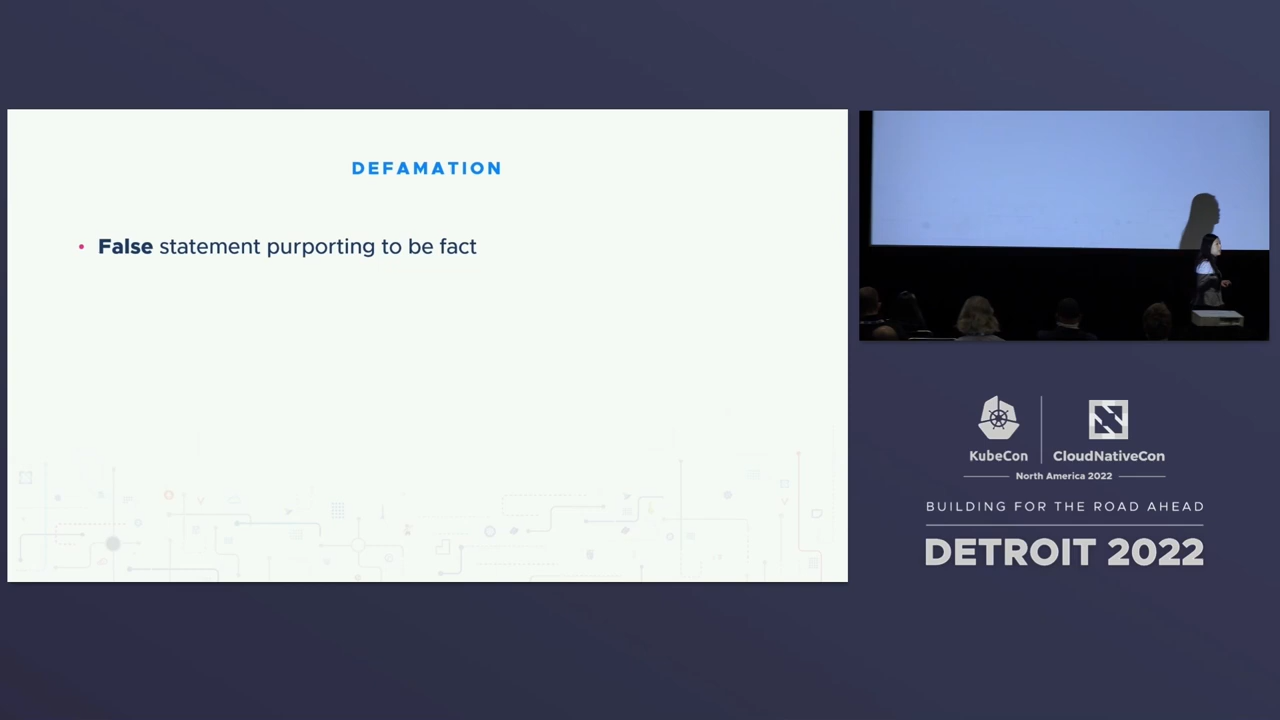 DEFAMATION
• False statement purporting to be fact
KubeCon
CloudNativeCon
North America 2022
BUILDING FOR THE ROAD AHEAD
DETROIT 2022